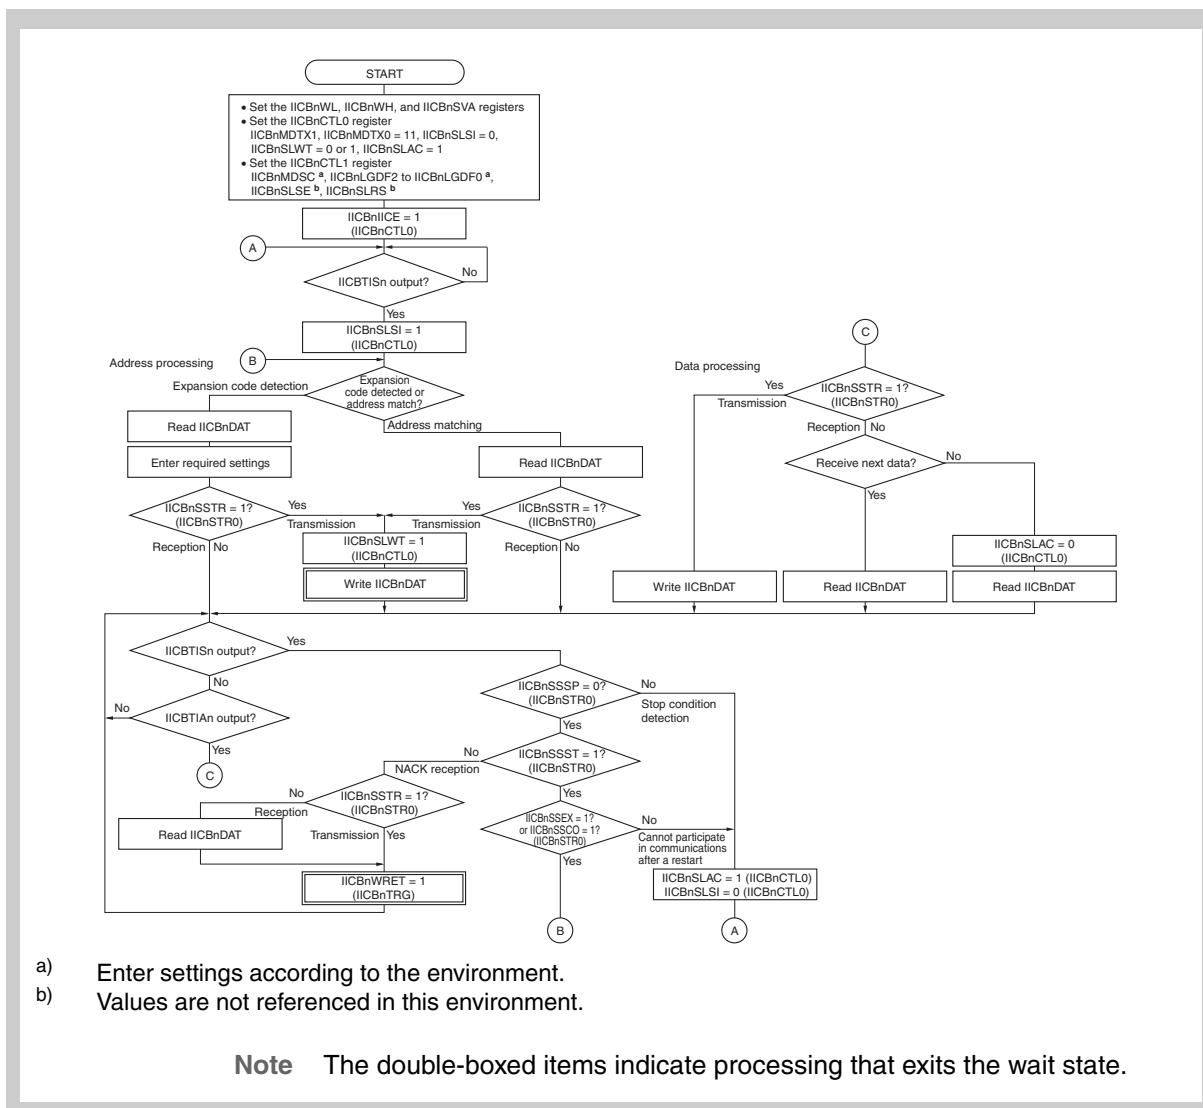 START
• Set the IICBnWL, IICBnWH, and IICBnSVA registers
• Set the IICBnCTL0 register
IICBnMDTX1, IICBnMDTX0 = 11, IICBnSLSI = 0,
IICBnSLWT = 0 or 1, IICBnSLAC = 1
• Set the IICBnCTL1 register
IICBnMDSC a, IICBnLGDF2 to IICBnLGDF0 a,
IICBnSLSE b, IICBnSLRS b
IICBnIICE = 1
(IICBnCTL0)
A
IICBTISn output?
No
Yes
IICBnSLSI = 1
(IICBnCTL0)
B
Address processing
Expansion code detection
Expansion
code detected or
address match?
Address matching
Read IICBnDAT
Enter required settings
IICBnSSTR = 1?
(IICBnSTR0)
Yes
Transmission
Reception
No
Read IICBnDAT
IICBnSSTR = 1?
(IICBnSTR0)
Yes
Transmission
Reception
No
IICBnSLWT = 1
(IICBnCTL0)
Write IICBnDAT
C
Data processing
IICBnSSTR = 1?
(IICBnSTR0)
Yes
Transmission
Reception
No
Receive next data?
No
Yes
IICBnSLAC = 0
(IICBnCTL0)
Write IICBnDAT
Read IICBnDAT
Read IICBnDAT
IICBTISn output?
Yes
No
IICBTIAn output?
No
Yes
C
IICBnSSSP = 0?
(IICBnSTR0)
No
Stop condition
detection
Yes
IICBnSSST = 1?
(IICBnSTR0)
No
NACK reception
Yes
IICBnSSTR = 1?
(IICBnSTR0)
No
Reception
Read IICBnDAT
Transmission
Yes
IICBnWRET = 1
(IICBnTRG)
IICBnSSEX = 1?
or IICBnSSCO = 1?
(IICBnSTR0)
No
Cannot participate
in communications
after a restart
Yes
IICBnSLAC = 1 (IICBnCTL0)
IICBnSLSI = 0 (IICBnCTL0)
B
A
a) Enter settings according to the environment.
b) Values are not referenced in this environment.
Note The double-boxed items indicate processing that exits the wait state.